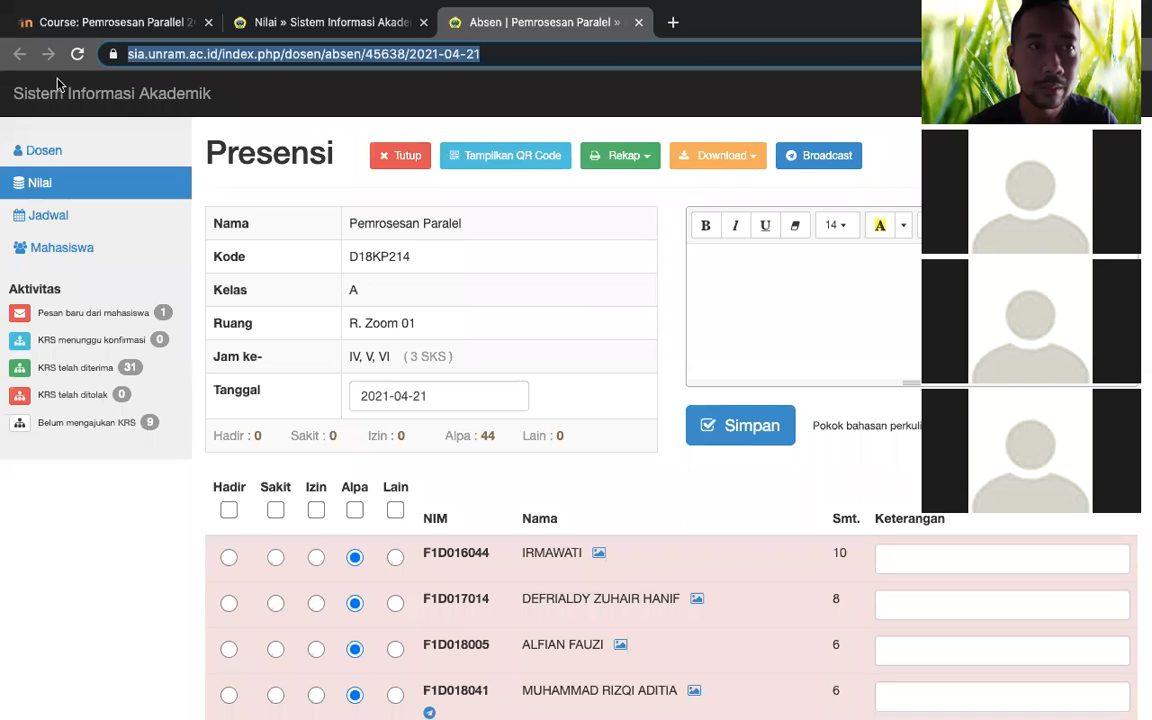 Course: Pemrosesan Parallel 2
Nilai » Sistem Informasi Akade
Absen | Pemrosesan Paralel »
sia.unram.ac.id/index.php/dosen/absen/45638/2021-04-21
Sistem Informasi Akademik
Dosen
Nilai
Jadwal
Mahasiswa
Aktivitas
Pesan baru dari mahasiswa 1
KRS menunggu konfirmasi 0
KRS telah diterima 31
KRS telah ditolak 0
Belum mengajukan KRS 9
Presensi
Tutup
Tampilkan QR Code
Rekap
Download
Broadcast
Nama Pemrosesan Paralel
Kode D18KP214
Kelas A
Ruang R. Zoom 01
Jam ke- IV, V, VI ( 3 SKS )
Tanggal 2021-04-21
Hadir : 0 Sakit : 0 Izin : 0 Alpa : 44 Lain : 0
B I U 14 A
Simpan
Pokok bahasan perkuli
Hadir Sakit Izin Alpa Lain NIM Nama Smt. Keterangan
F1D016044 IRMAWATI 10
F1D017014 DEFRIALDY ZUHAIR HANIF 8
F1D018005 ALFIAN FAUZI 6
F1D018041 MUHAMMAD RIZQI ADITIA 6